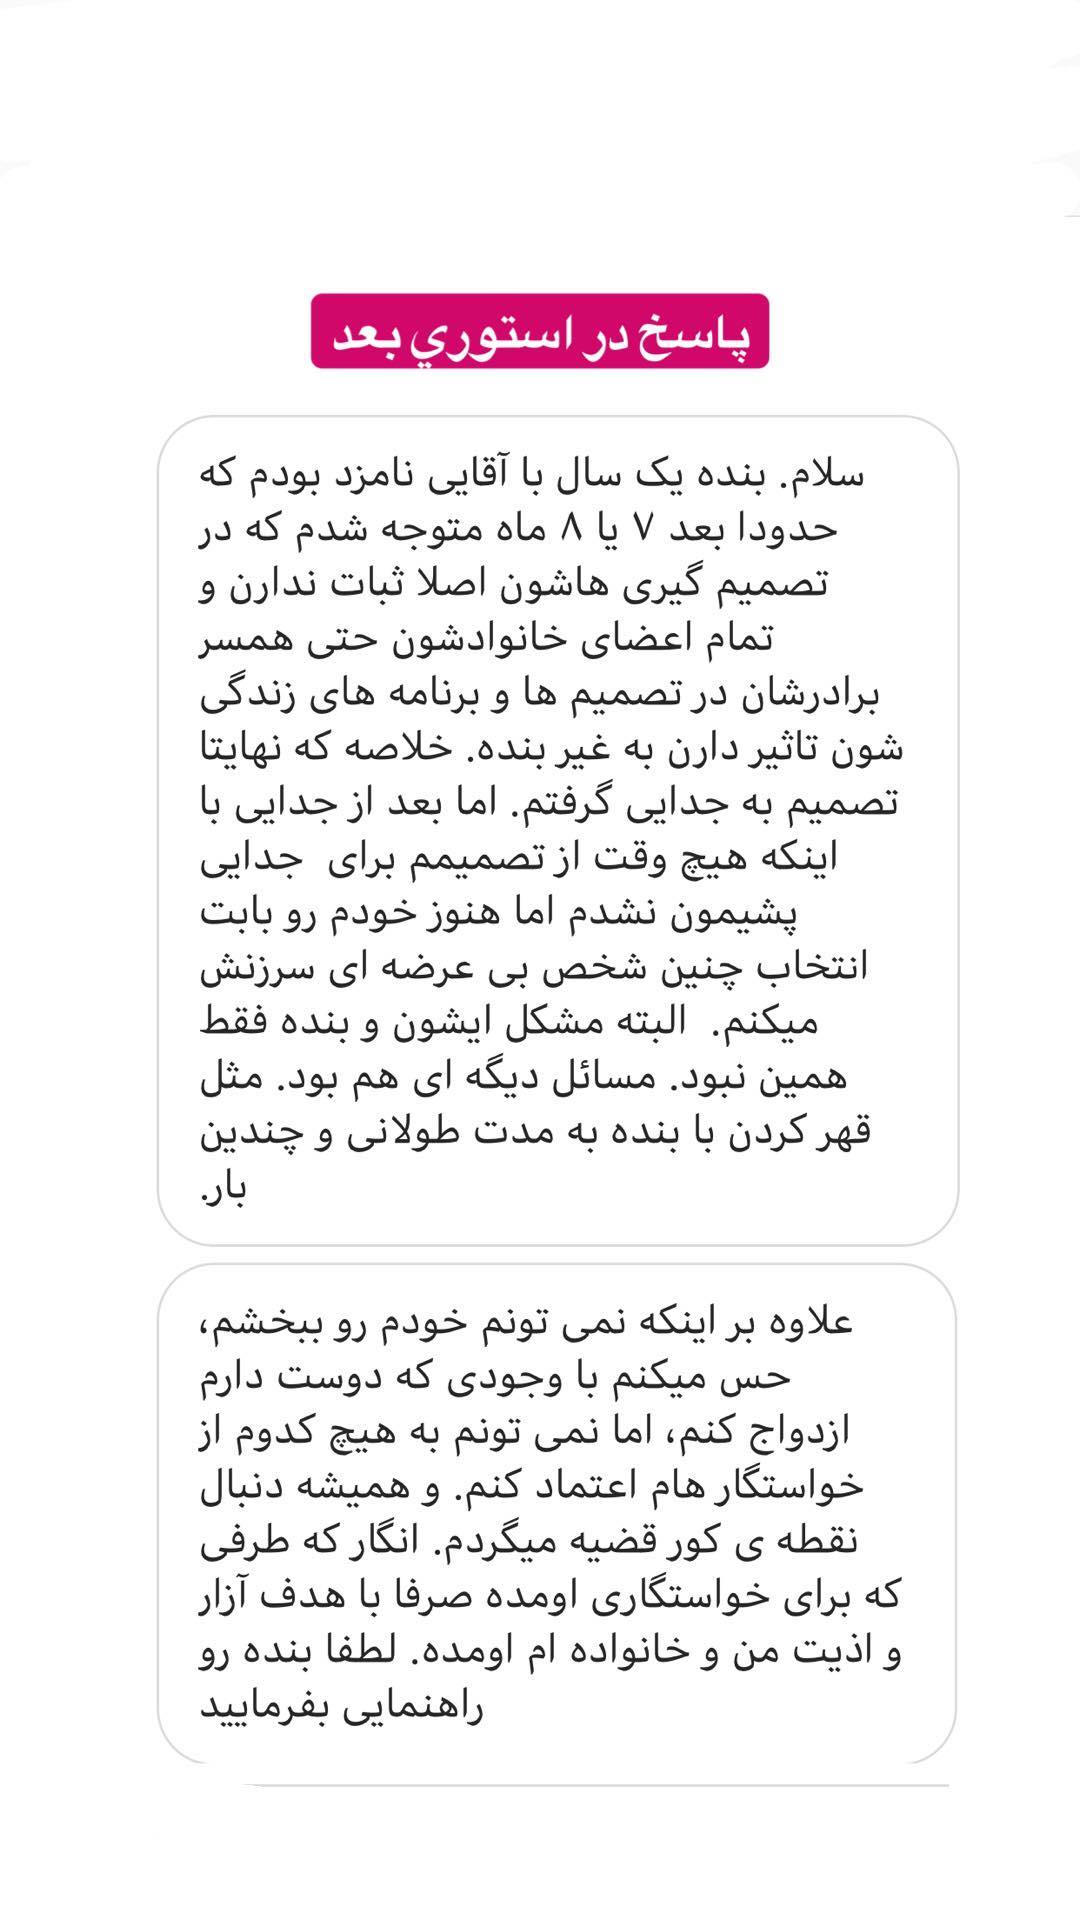 پاسخ در استوري بعد
سلام. بنده یک سال با آقایی نامزد بودم که
حدودا بعد ۷ یا ۸ ماه متوجه شدم که در
تصمیم گیری هاشون اصلا ثبات ندارن و
تمام اعضای خانوادشون حتی همسر
برادرشان در تصمیم ها و برنامه های زندگی
شون تاثیر دارن به غیر بنده. خلاصه که نهایتا
تصمیم به جدایی گرفتم. اما بعد از جدایی با
اینکه هیچ وقت از تصمیمم برای جدایی
پشیمون نشدم اما هنوز خودم رو بابت
انتخاب چنین شخص بی عرضه ای سرزنش
میکنم. البته مشکل ایشون و بنده فقط
همین نبود. مسائل دیگه ای هم بود. مثل
قهر کردن با بنده به مدت طولانی و چندین
بار.
علاوه بر اینکه نمی تونم خودم رو ببخشم،
حس میکنم با وجودی که دوست دارم
ازدواج کنم، اما نمی تونم به هیچ کدوم از
خواستگار هام اعتماد کنم. و همیشه دنبال
نقطه ی کور قضیه میگردم. انگار که طرفی
که برای خواستگاری اومده صرفا با هدف آزار
و اذیت من و خانواده ام اومده. لطفا بنده رو
راهنمایی بفرمایید